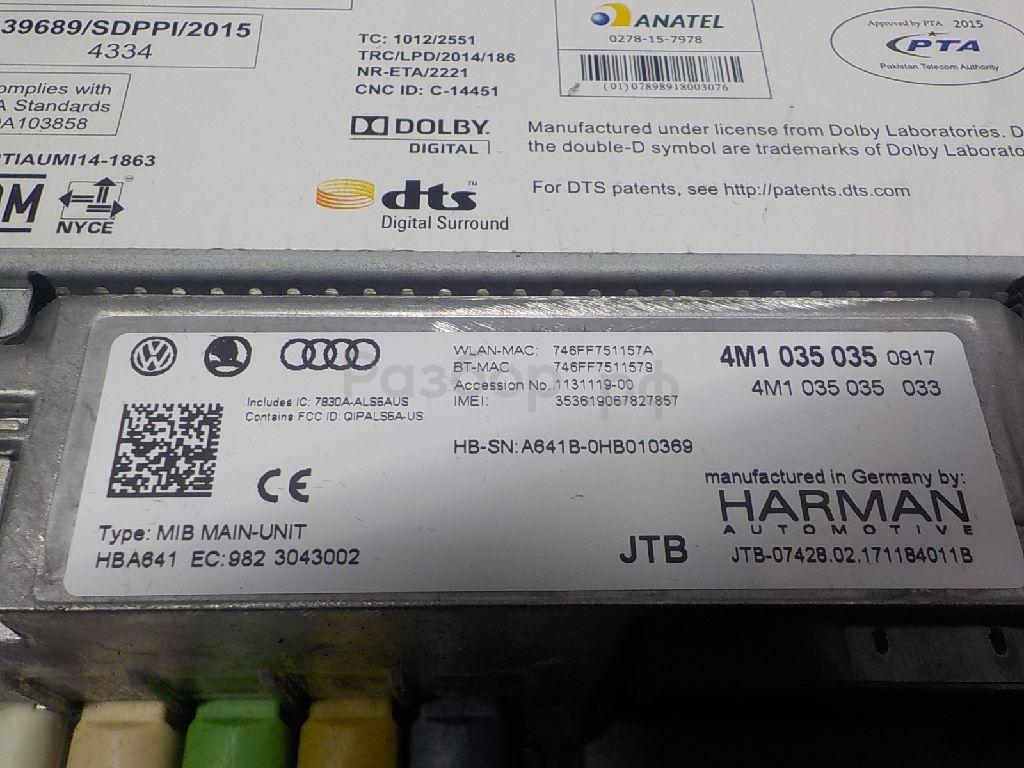 39689/SDPPI/2015
4334
omplies with
A Standards
A103858
TIAUMI14-1863
NYCE
TC: 1012/2551
TRC/LPD/2014/186
NR-ETA/2221
CNC ID: C-14451
DOLBY
DIGITAL
dts™
Digital Surround
ANATEL
0278-15-7978
(01)07898918003076
Approved by PTA 2015
PTA
Pakistan Telecom Authority
Manufactured under license from Dolby Laboratories. D
the double-D symbol are trademarks of Dolby Laborato
For DTS patents, see http://patents.dts.com
Includes IC: 7830A-ALS6AUS
Contains FCC ID: QIPALS6A-US
CE
Type: MIB MAIN-UNIT
HBA641 EC:982 3043002
WLAN-MAC: 746FF751157A
BT-MAC: 746FF7511579
Accession No. 1131119-00
IMEI: 353619067827857
HB-SN: A641B-0HB010369
4M1 035 035 0917
4M1 035 035 033
manufactured in Germany by:
HARMAN
AUTOMOTIVE
JTB
JTB-07428.02.171184011B